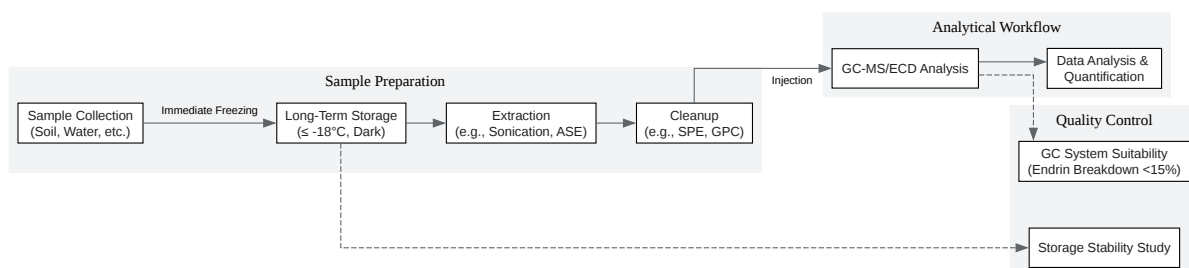 Analytical Workflow
Sample Preparation
Injection
GC-MS/ECD Analysis
Data Analysis &
Quantification
Sample Collection
(Soil, Water, etc.)
Immediate Freezing
Long-Term Storage
(≤ -18°C, Dark)
Extraction
(e.g., Sonication, ASE)
Cleanup
(e.g., SPE, GPC)
Quality Control
GC System Suitability
(Endrin Breakdown <15%)
Storage Stability Study